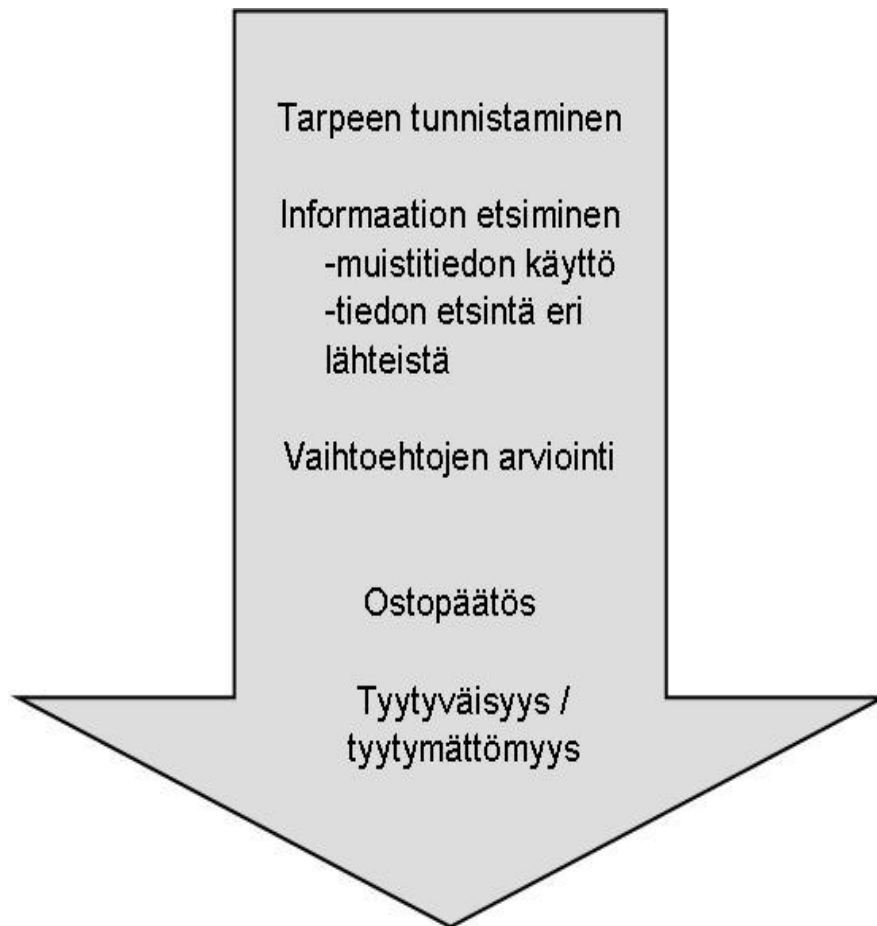 Tarpeen tunnistaminen
Informaation etsiminen
-muistitiedon käyttö
-tiedon etsintä eri
lähteistä
Vaihtoehtojen arviointi
Ostopäätös
Tyytyväisyys /
tyytymättömyys